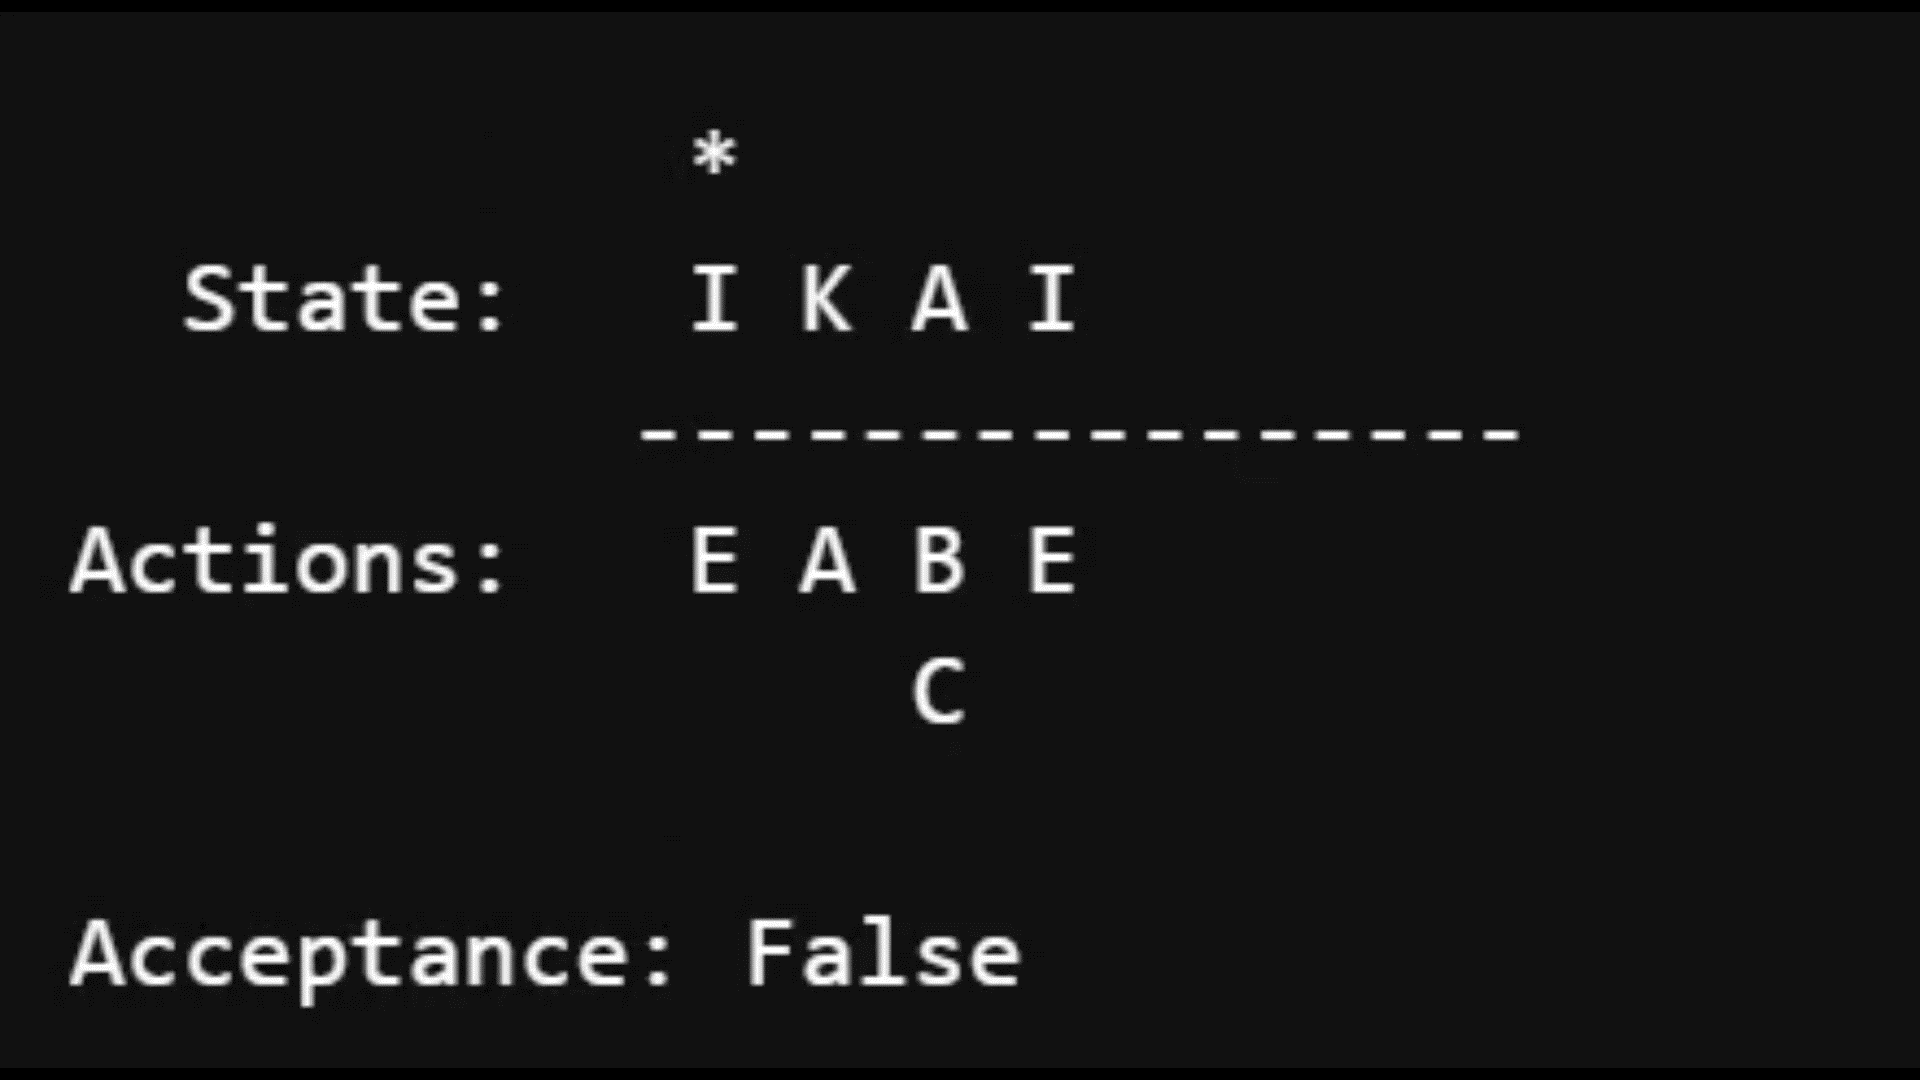 *
State: I K A I
----------------
Actions: E A B E
C
Acceptance: False